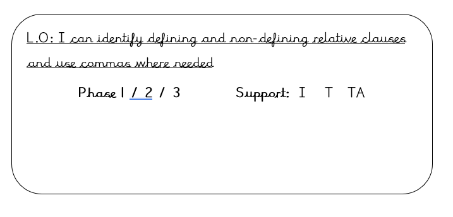 L.O: I can identify defining and non-defining relative clauses
and use commas where needed
Phase 1 / 2 / 3 Support: I T TA